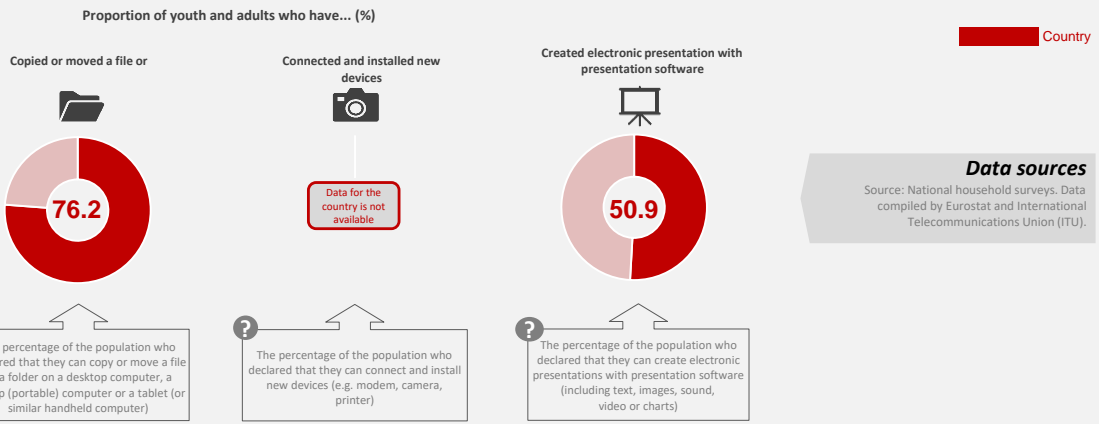 Proportion of youth and adults who have... (%)
Country
Copied or moved a file or
Connected and installed new
devices
Created electronic presentation with
presentation software
76.2
Data for the
country is not
available
50.9
Data sources
Source: National household surveys. Data
compiled by Eurostat and International
Telecommunications Union (ITU).
percentage of the population who
red that they can copy or move a file
a folder on a desktop computer, a
p (portable) computer or a tablet (or
similar handheld computer)
?
The percentage of the population who
declared that they can connect and install
new devices (e.g. modem, camera,
printer)
?
The percentage of the population who
declared that they can create electronic
presentations with presentation software
(including text, images, sound,
video or charts)